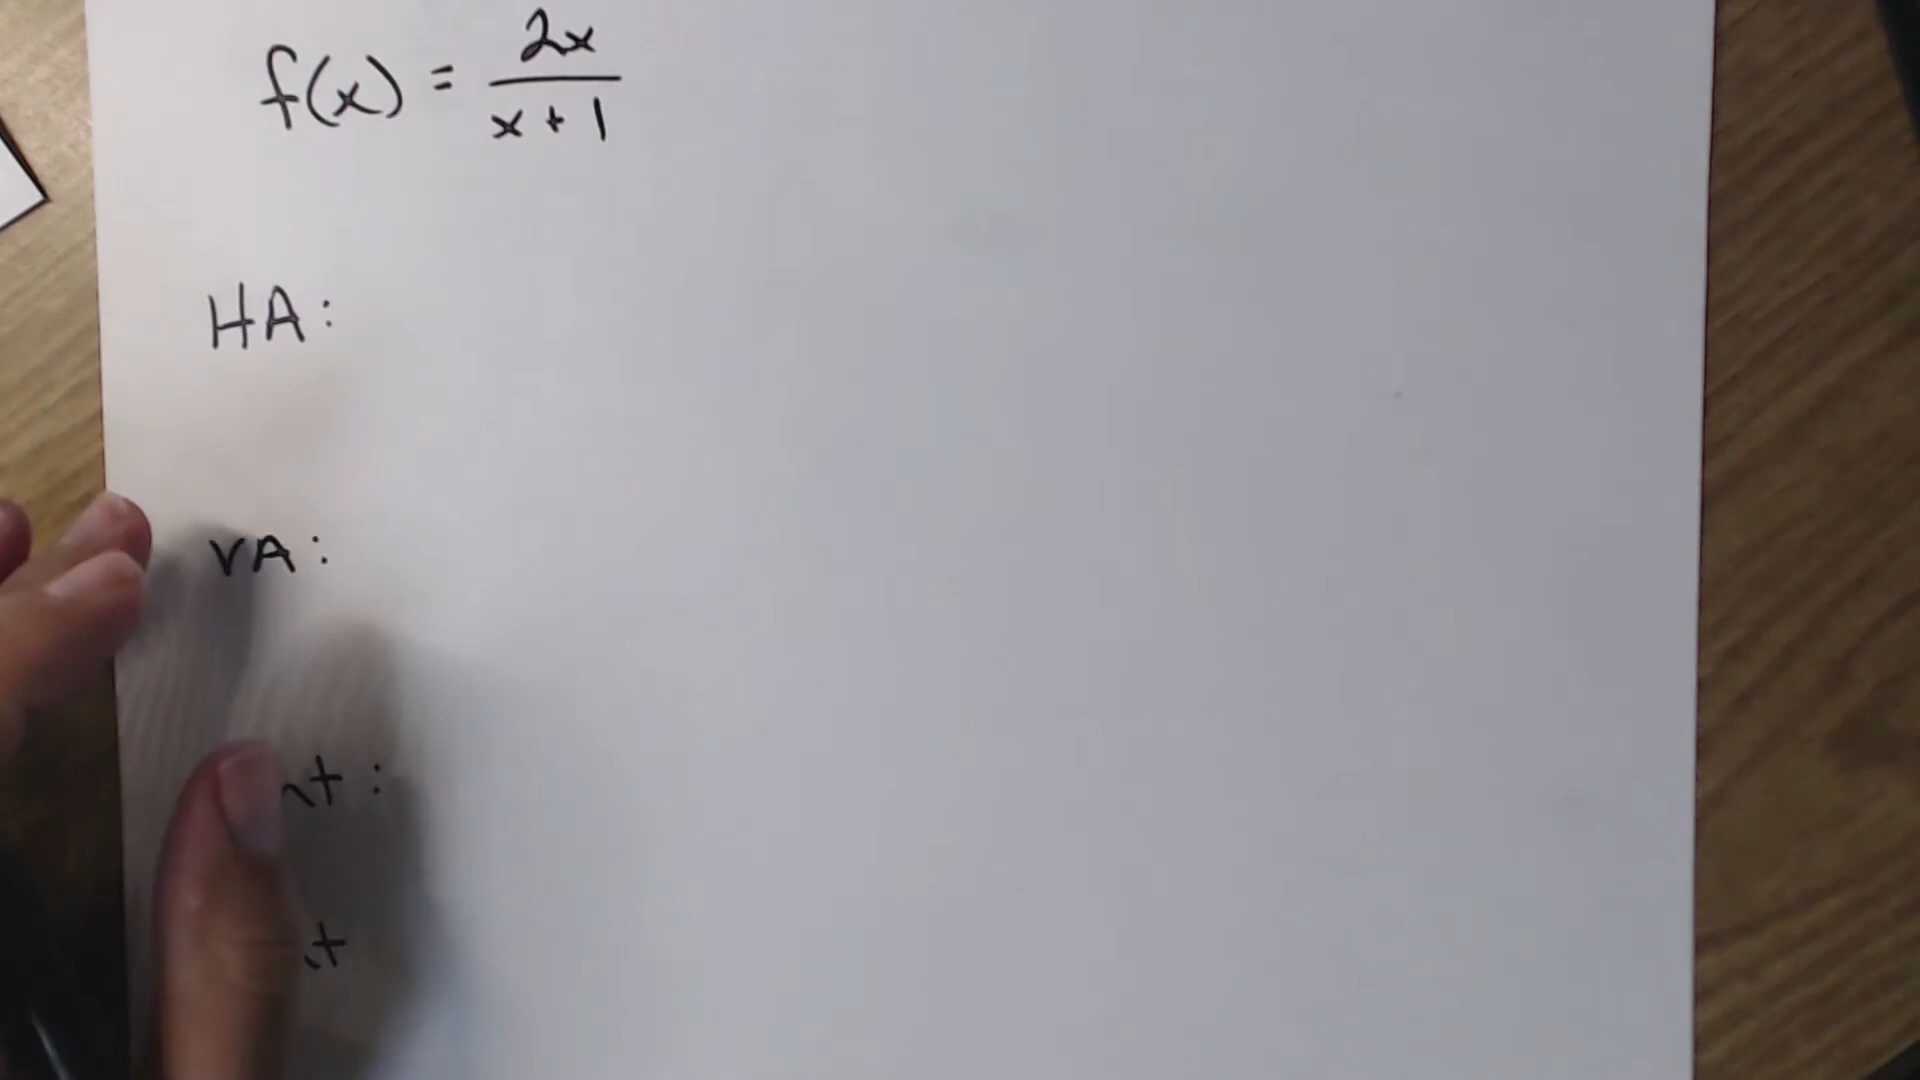 f(x) = 2x / x + 1
HA:
VA: